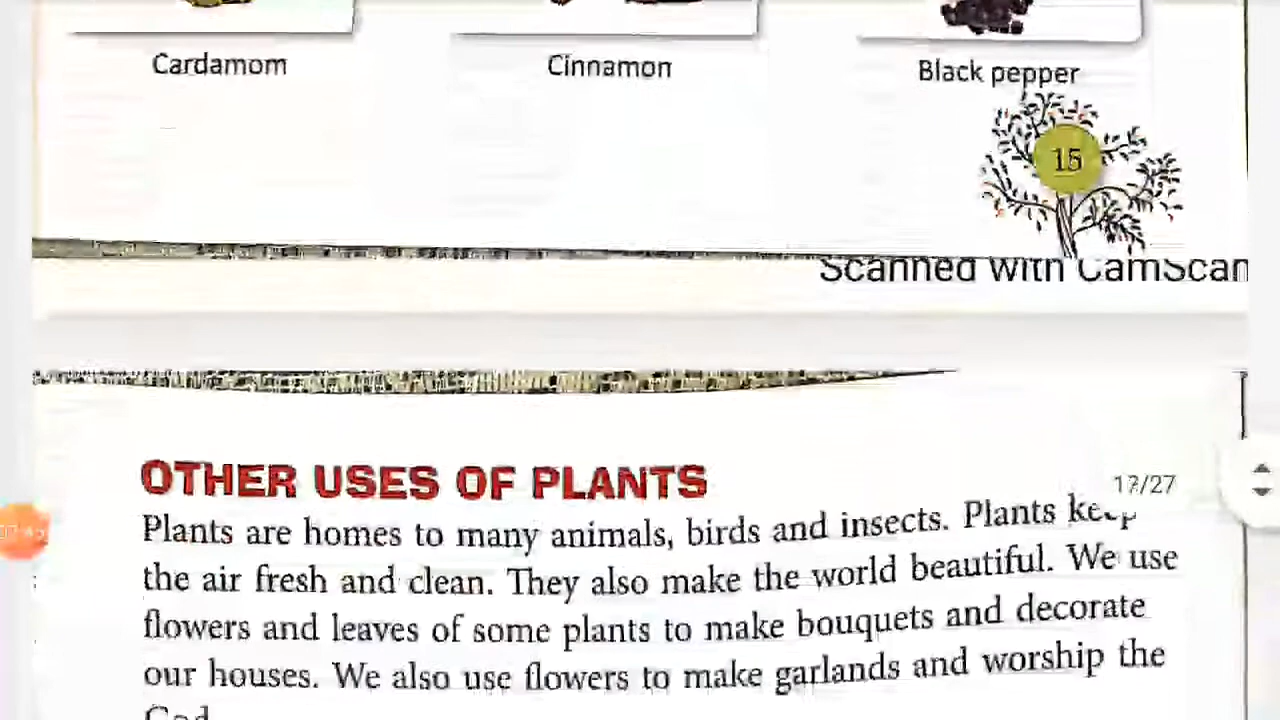 Cardamom Cinnamon Black pepper
15
Scanned with CamScan
OTHER USES OF PLANTS
17/27
Plants are homes to many animals, birds and insects. Plants keep
the air fresh and clean. They also make the world beautiful. We use
flowers and leaves of some plants to make bouquets and decorate
our houses. We also use flowers to make garlands and worship the
God